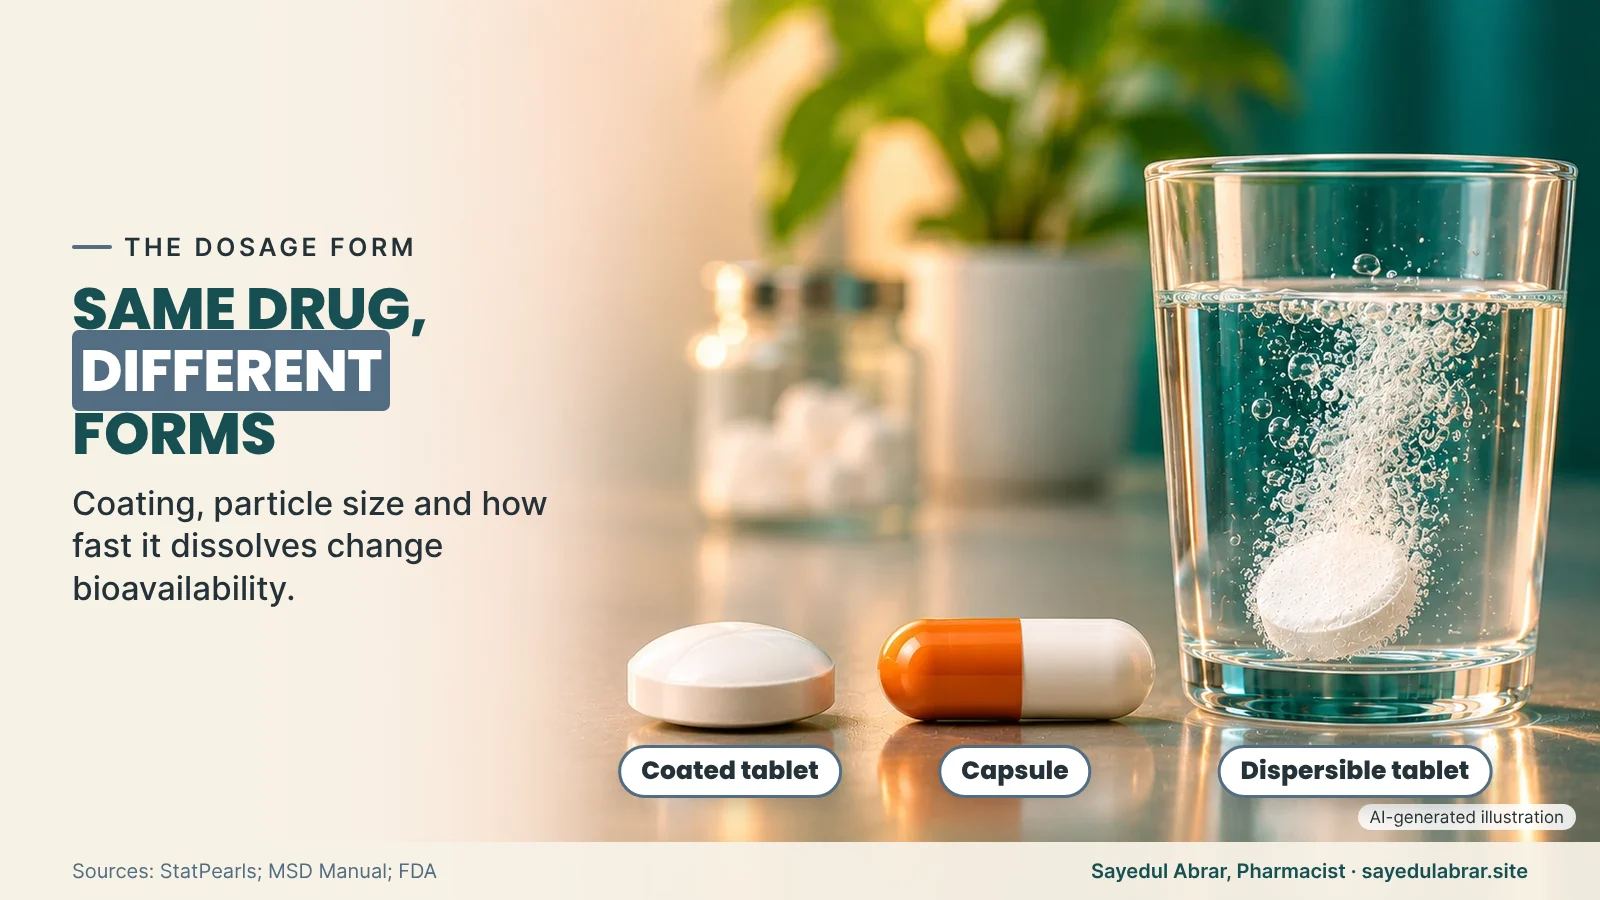 THE DOSAGE FORM
SAME DRUG,
DIFFERENT
FORMS
Coating, particle size and how
fast it dissolves change
bioavailability.
Coated tablet
Capsule
Dispersible tablet
AI-generated illustration
Sources: StatPearls; MSD Manual; FDA
Sayedul Abrar, Pharmacist · sayedulabrar.site